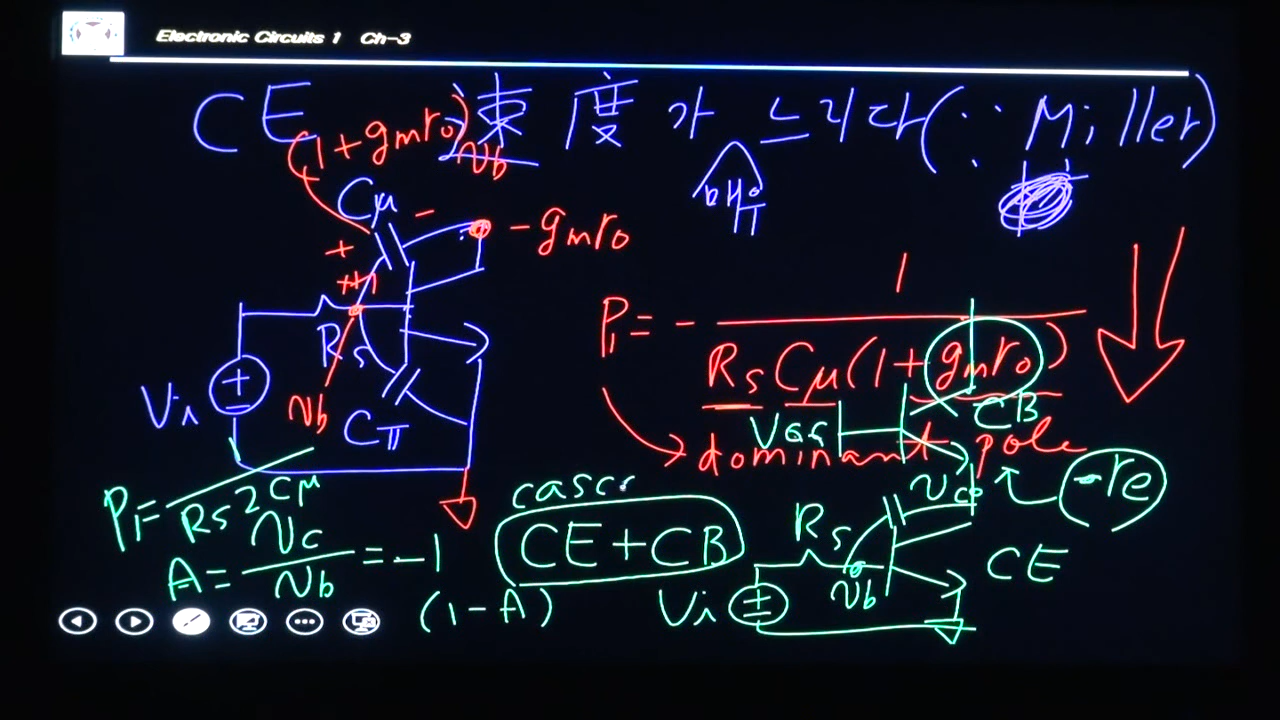 Electronic Circuits 1 Ch-3
CE 速度가 느리다(∵ Miller)
(1+gmro)vb
Cμ
-
-gmro
+
Rs
Vi
vb
Cπ
P₁ = - 1 / RsCμ(1+gmro)
dominant pole
CB
-re
P₁ = / Rs2Cμ
A = vc / vb = -1
(1-A)
casc
CE+CB
Rs
CE
Vi
vb